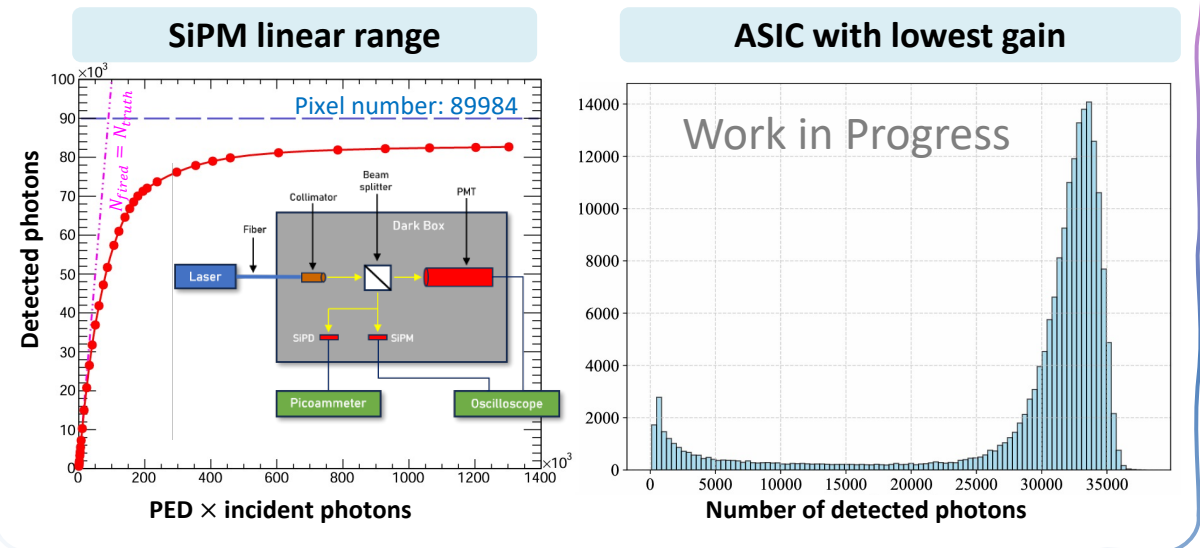 SiPM linear range
×10³
100
90
80
70
60
50
40
30
20
10
0
Detected photons
N_fired = N_truth
Pixel number: 89984
Beam
splitter
PMT
Collimator
Dark Box
Fiber
Laser
SiPD
SiPM
Picoammeter
Oscilloscope
0 200 400 600 800 1000 1200 1400
×10³
PED × incident photons
ASIC with lowest gain
Work in Progress
14000
12000
10000
8000
6000
4000
2000
0
0 5000 10000 15000 20000 25000 30000 35000
Number of detected photons